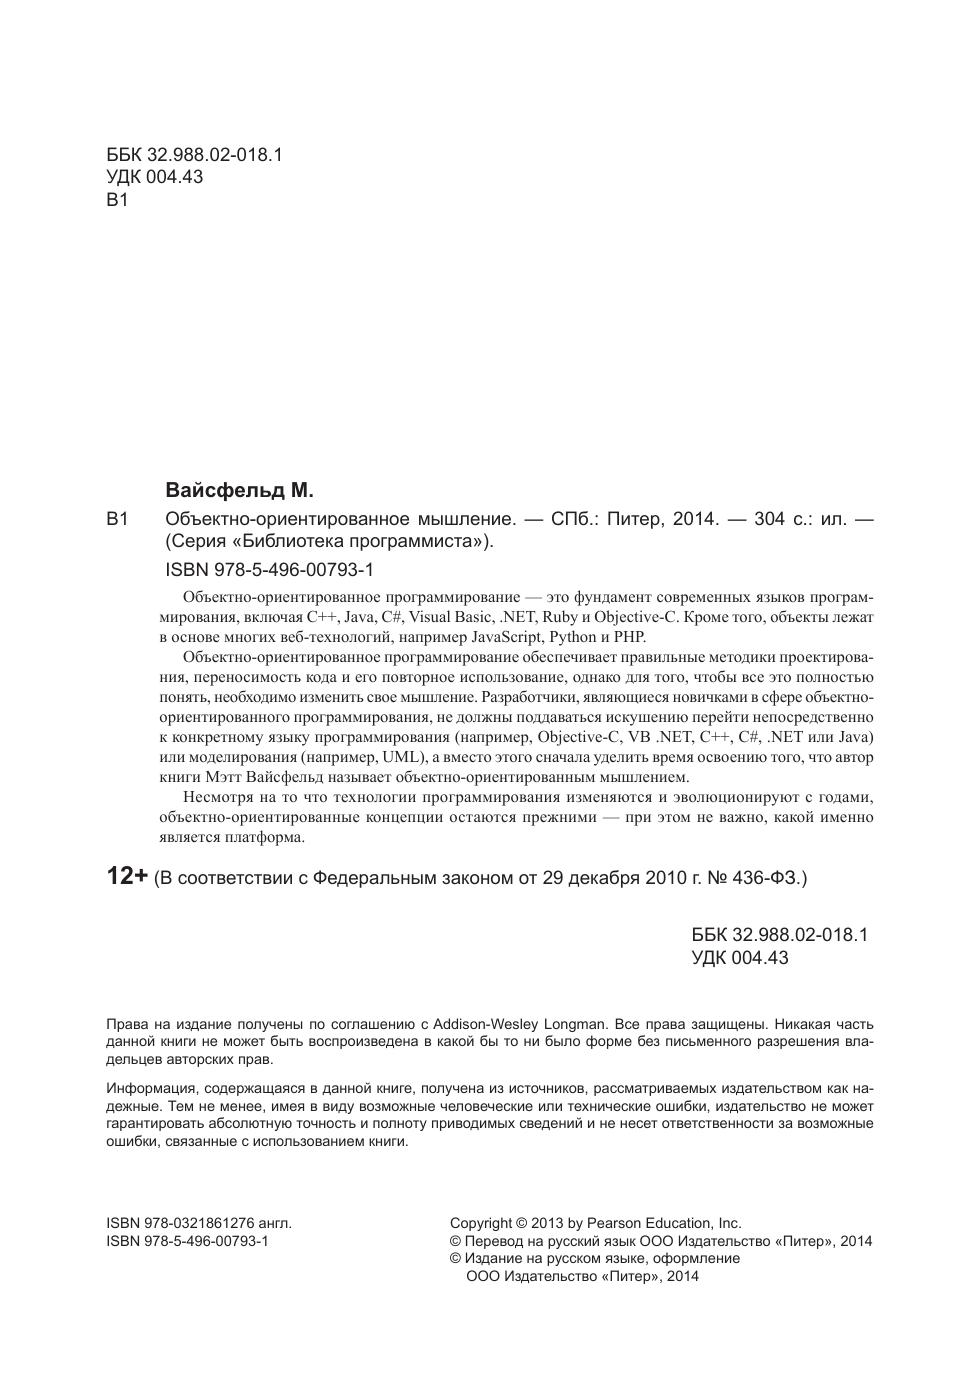 ББК 32.988.02-018.1
УДК 004.43
В1
Вайсфельд М.
В1 Объектно-ориентированное мышление. — СПб.: Питер, 2014. — 304 с.: ил. —
(Серия «Библиотека программиста»).
ISBN 978-5-496-00793-1
Объектно-ориентированное программирование — это фундамент современных языков програм-
мирования, включая C++, Java, C#, Visual Basic, .NET, Ruby и Objective-C. Кроме того, объекты лежат
в основе многих веб-технологий, например JavaScript, Python и PHP.
Объектно-ориентированное программирование обеспечивает правильные методики проектирова-
ния, переносимость кода и его повторное использование, однако для того, чтобы все это полностью
понять, необходимо изменить свое мышление. Разработчики, являющиеся новичками в сфере объектно-
ориентированного программирования, не должны поддаваться искушению перейти непосредственно
к конкретному языку программирования (например, Objective-C, VB .NET, C++, C#, .NET или Java)
или моделирования (например, UML), а вместо этого сначала уделить время освоению того, что автор
книги Мэтт Вайсфельд называет объектно-ориентированным мышлением.
Несмотря на то что технологии программирования изменяются и эволюционируют с годами,
объектно-ориентированные концепции остаются прежними — при этом не важно, какой именно
является платформа.
12+ (В соответствии с Федеральным законом от 29 декабря 2010 г. № 436-ФЗ.)
ББК 32.988.02-018.1
УДК 004.43
Права на издание получены по соглашению с Addison-Wesley Longman. Все права защищены. Никакая часть
данной книги не может быть воспроизведена в какой бы то ни было форме без письменного разрешения вла-
дельцев авторских прав.
Информация, содержащаяся в данной книге, получена из источников, рассматриваемых издательством как на-
дежные. Тем не менее, имея в виду возможные человеческие или технические ошибки, издательство не может
гарантировать абсолютную точность и полноту приводимых сведений и не несет ответственности за возможные
ошибки, связанные с использованием книги.
ISBN 978-0321861276 англ.
ISBN 978-5-496-00793-1
Copyright © 2013 by Pearson Education, Inc.
© Перевод на русский язык ООО Издательство «Питер», 2014
© Издание на русском языке, оформление
ООО Издательство «Питер», 2014